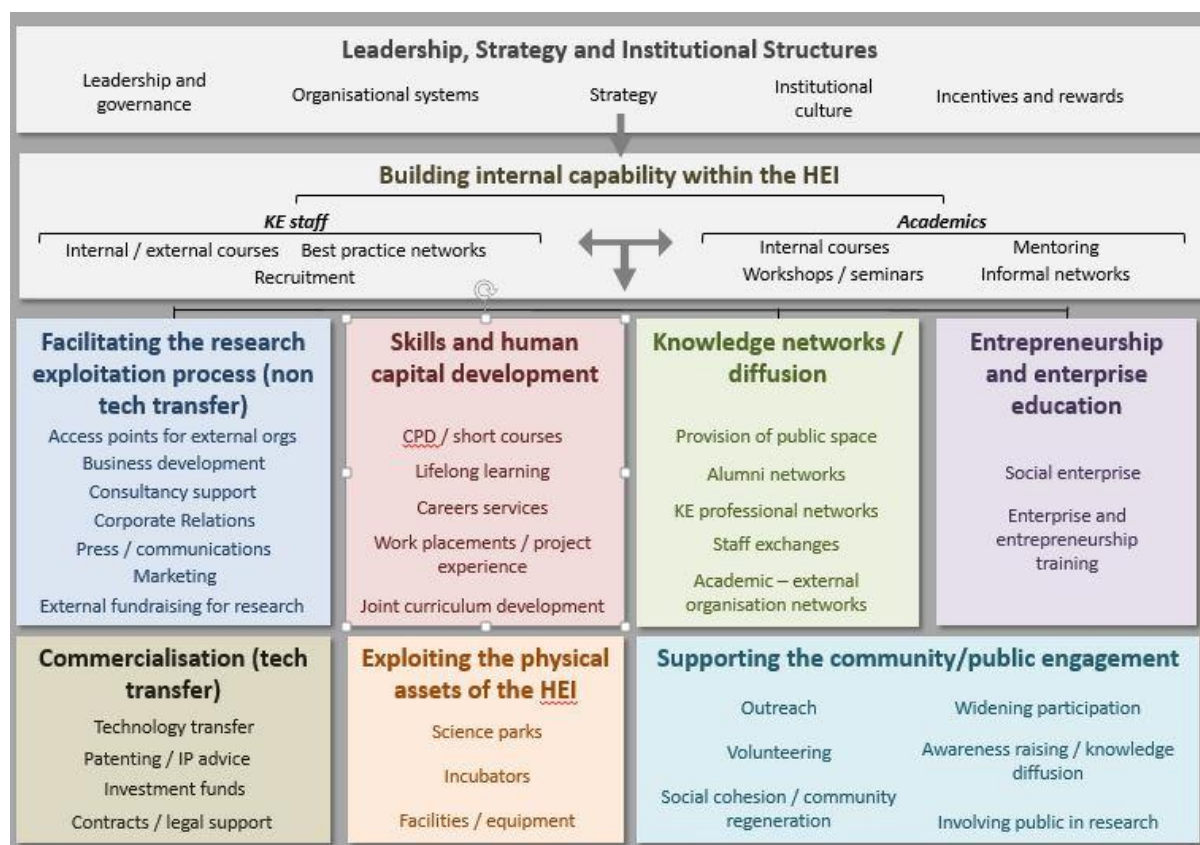 Leadership, Strategy and Institutional Structures
Leadership and
governance
Organisational systems
Strategy
Institutional
culture
Incentives and rewards
Building internal capability within the HEI
KE staff
Internal / external courses
Best practice networks
Recruitment
Academics
Internal courses
Mentoring
Workshops / seminars
Informal networks
Facilitating the research
exploitation process (non
tech transfer)
Access points for external orgs
Business development
Consultancy support
Corporate Relations
Press / communications
Marketing
External fundraising for research
Skills and human
capital development
CPD / short courses
Lifelong learning
Careers services
Work placements / project
experience
Joint curriculum development
Knowledge networks /
diffusion
Provision of public space
Alumni networks
KE professional networks
Staff exchanges
Academic – external
organisation networks
Entrepreneurship
and enterprise
education
Social enterprise
Enterprise and
entrepreneurship
training
Commercialisation (tech
transfer)
Technology transfer
Patenting / IP advice
Investment funds
Contracts / legal support
Exploiting the physical
assets of the HEI
Science parks
Incubators
Facilities / equipment
Supporting the community/public engagement
Outreach
Volunteering
Social cohesion / community
regeneration
Widening participation
Awareness raising / knowledge
diffusion
Involving public in research